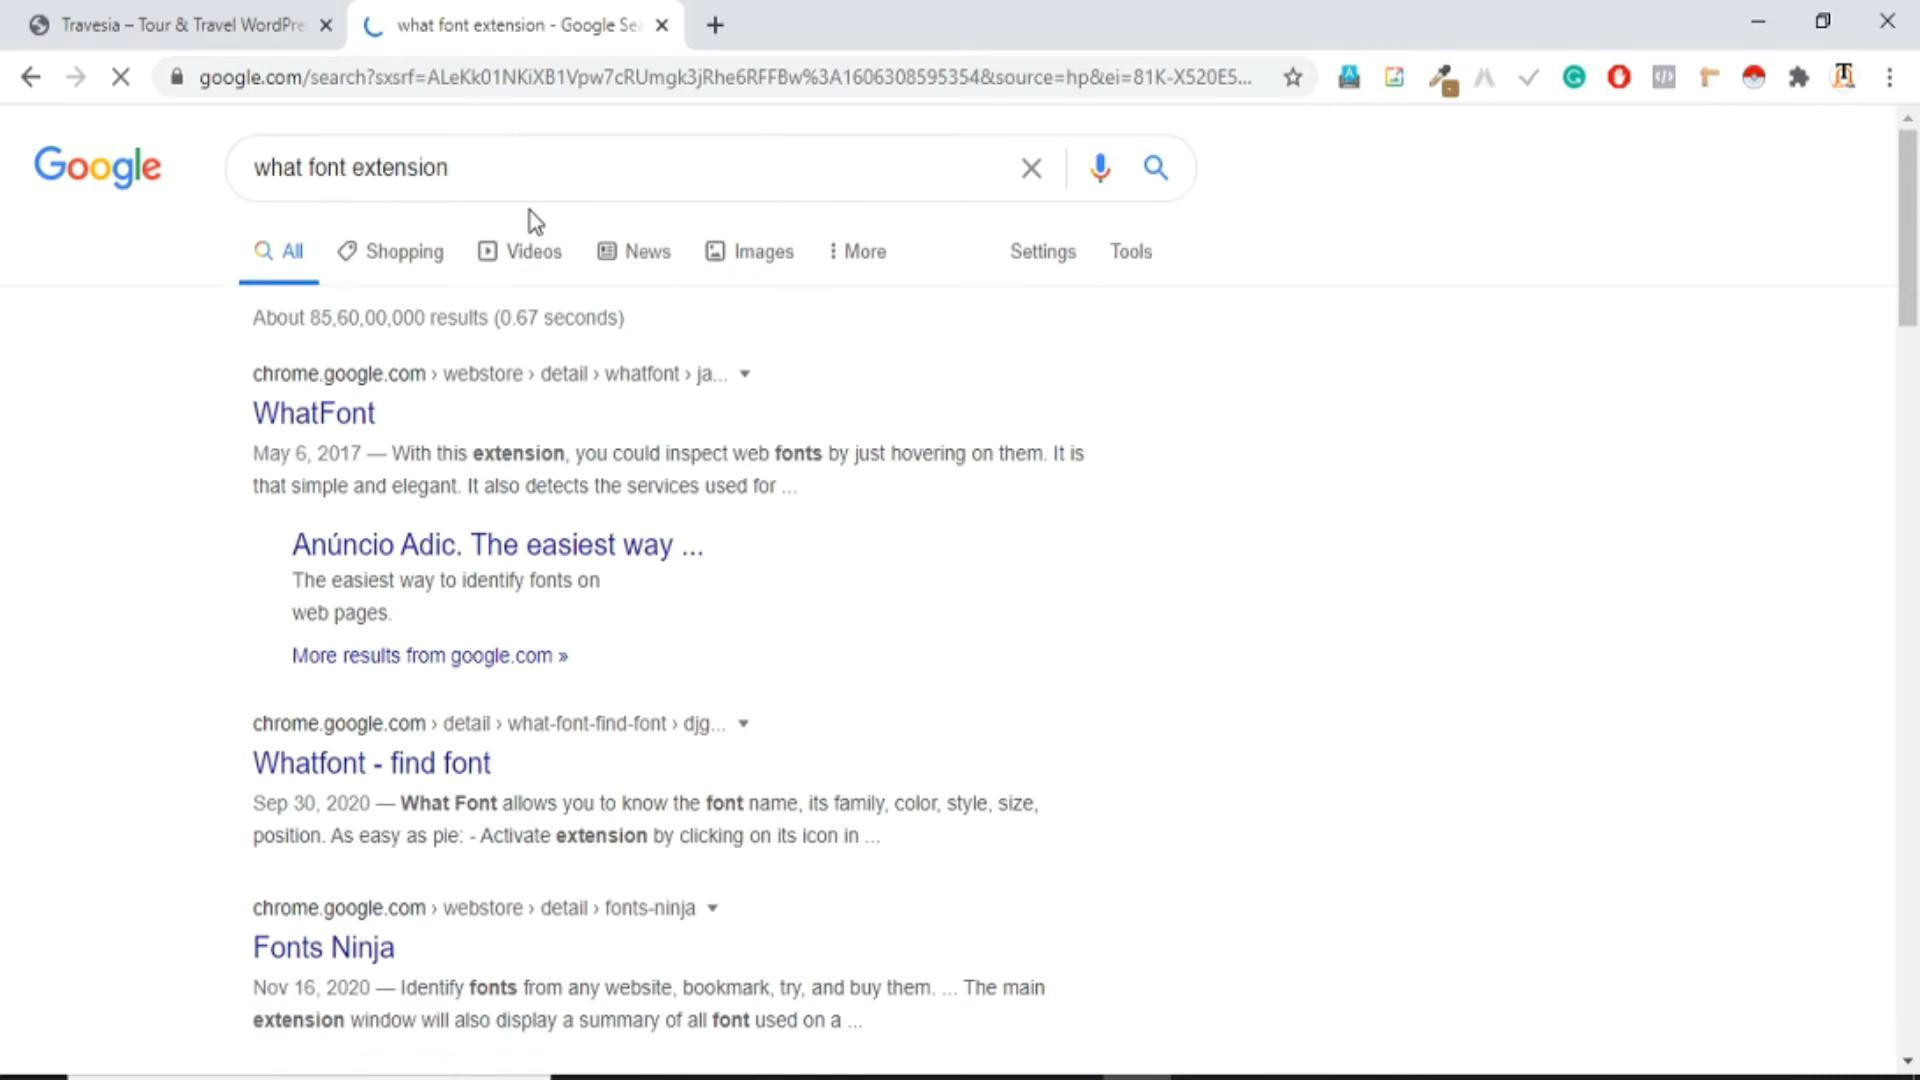 Travesia – Tour & Travel WordPre
what font extension - Google Se
google.com/search?sxsrf=ALeKk01NKiXB1Vpw7cRUmgk3jRhe6RFFBw%3A1606308595354&source=hp&ei=81K-X520E5...
Google
what font extension
All Shopping Videos News Images More Settings Tools
About 85,60,00,000 results (0.67 seconds)
chrome.google.com › webstore › detail › whatfont › ja...
WhatFont
May 6, 2017 — With this extension, you could inspect web fonts by just hovering on them. It is
that simple and elegant. It also detects the services used for ...
Anúncio Adic. The easiest way ...
The easiest way to identify fonts on
web pages.
More results from google.com »
chrome.google.com › detail › what-font-find-font › djg...
Whatfont - find font
Sep 30, 2020 — What Font allows you to know the font name, its family, color, style, size,
position. As easy as pie: - Activate extension by clicking on its icon in ...
chrome.google.com › webstore › detail › fonts-ninja
Fonts Ninja
Nov 16, 2020 — Identify fonts from any website, bookmark, try, and buy them. ... The main
extension window will also display a summary of all font used on a ...